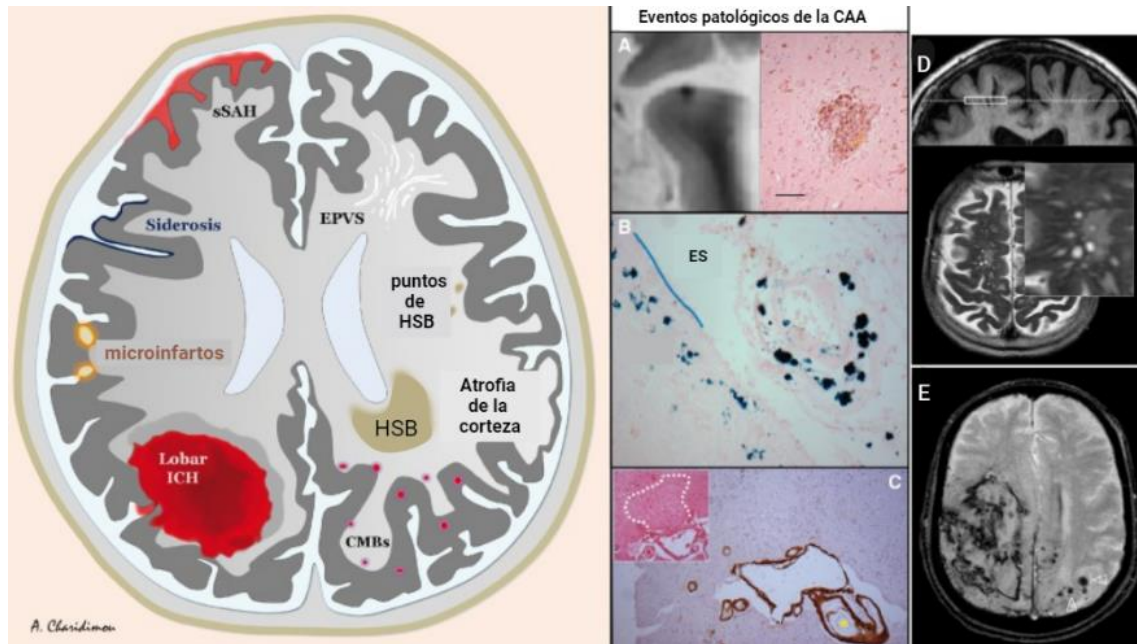 sSAH
Siderosis
EPVS
puntos
de
HSB
microinfartos
Atrofia
de la
corteza
HSB
Lobar
ICH
CMBs
A. Charidimou
Eventos patológicos de la CAA
A
B
ES
C
*
D
E